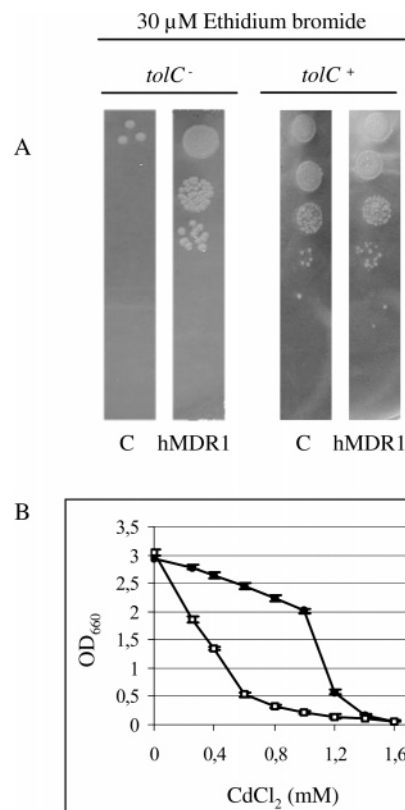 30 µM Ethidium bromide
tolC - tolC +
A
C hMDR1 C hMDR1
B
3,5
3
2,5
2
1,5
1
0,5
0
OD660
0 0,4 0,8 1,2 1,6
CdCl2 (mM)